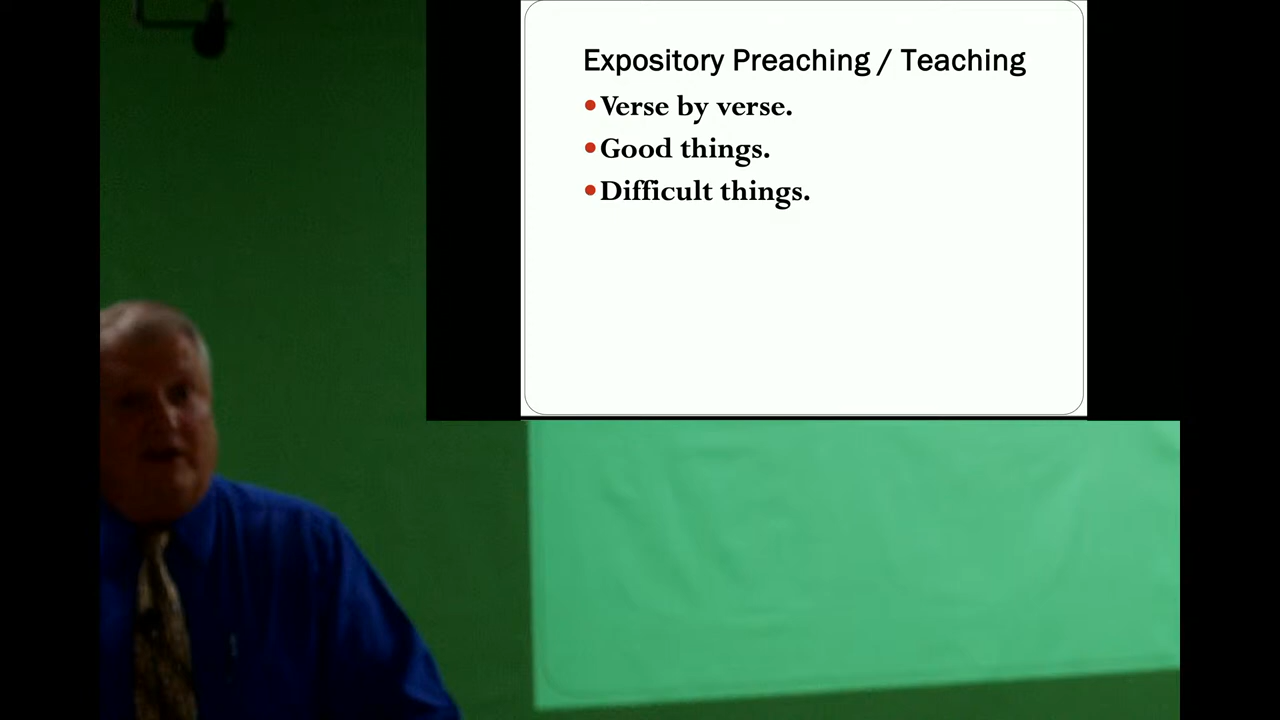 Expository Preaching / Teaching
•Verse by verse.
•Good things.
•Difficult things.